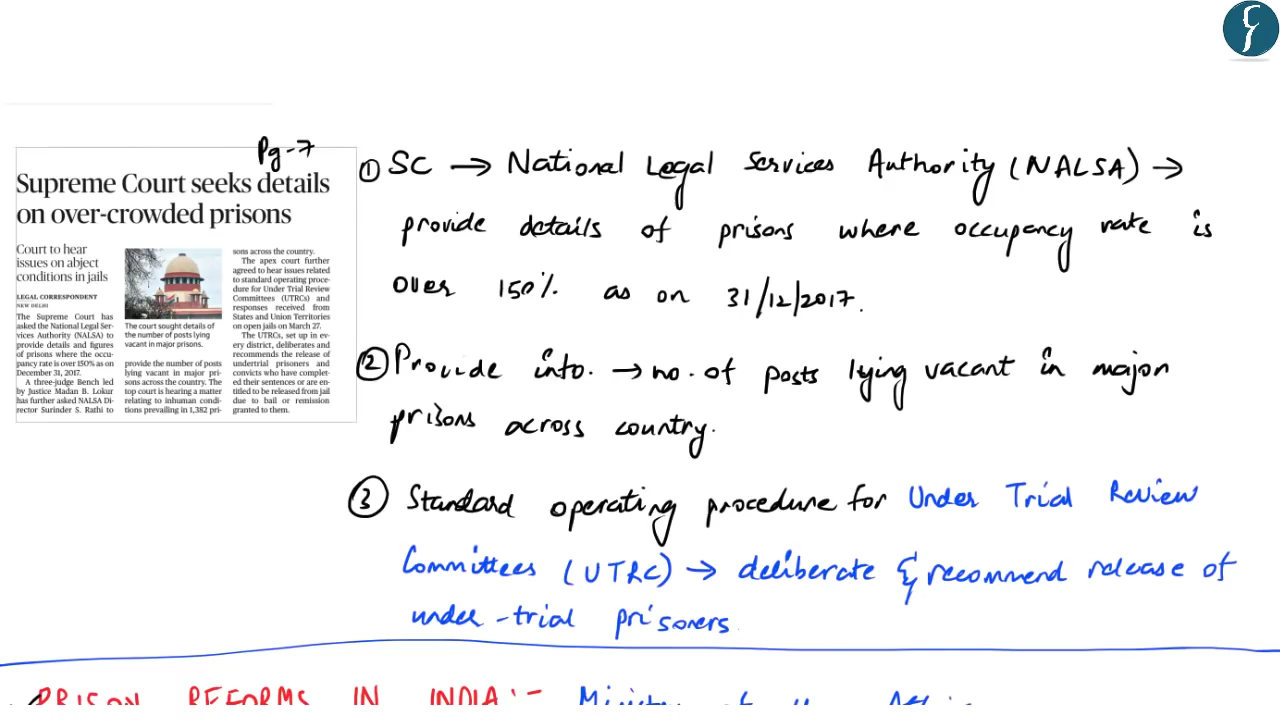 Pg-7
Supreme Court seeks details
on over-crowded prisons
Court to hear
issues on abject
conditions in jails
LEGAL CORRESPONDENT
NEW DELHI
The Supreme Court has
asked the National Legal Ser-
vices Authority (NALSA) to
provide details and figures
of prisons where the occu-
pancy rate is over 150% as on
December 31, 2017.
A three-judge Bench led
by Justice Madan B. Lokur
has further asked NALSA Di-
rector Surinder S. Rathi to
The court sought details of
the number of posts lying
vacant in major prisons.
provide the number of posts
lying vacant in major pri-
sons across the country. The
top court is hearing a matter
relating to inhuman condi-
tions prevailing in 1,382 pri-
sons across the country.
The apex court further
agreed to hear issues related
to standard operating proce-
dure for Under Trial Review
Committees (UTRCs) and
responses received from
States and Union Territories
on open jails on March 27.
The UTRCs, set up in ev-
ery district, deliberates and
recommends the release of
undertrial prisoners and
convicts who have complet-
ed their sentences or are en-
titled to be released from jail
due to bail or remission
granted to them.
① SC → National Legal Services Authority (NALSA) →
provide details of prisons where occupancy rate is
over 150% as on 31/12/2017.
② Provide info. → no. of posts lying vacant in major
prisons across country.
③ Standard operating procedure for Under Trial Review
Committees (UTRC) → deliberate & recommend release of
under-trial prisoners
PRISON REFORMS IN INDIA :-